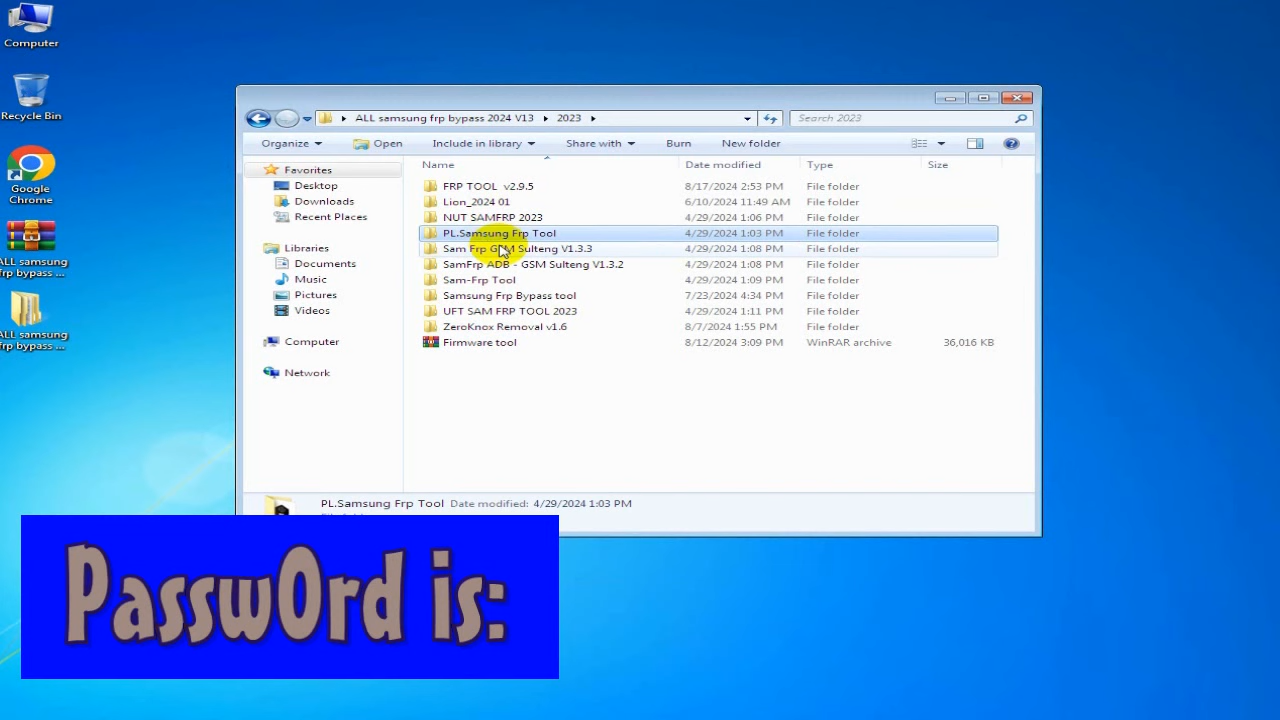 Computer
Recycle Bin
Google
Chrome
ALL samsung
frp bypass ...
ALL samsung
frp bypass ...
ALL samsung frp bypass 2024 V13 2023
Search 2023
Organize Open Include in library Share with Burn New folder
Favorites
Desktop
Downloads
Recent Places
Libraries
Documents
Music
Pictures
Videos
Computer
Network
Name Date modified Type Size
FRP TOOL v2.9.5 8/17/2024 2:53 PM File folder
Lion_2024 01 6/10/2024 11:49 AM File folder
NUT SAMFRP 2023 4/29/2024 1:06 PM File folder
PL.Samsung Frp Tool 4/29/2024 1:03 PM File folder
Sam Frp GSM Sulteng V1.3.3 4/29/2024 1:08 PM File folder
SamFrp ADB - GSM Sulteng V1.3.2 4/29/2024 1:08 PM File folder
Sam-Frp Tool 4/29/2024 1:09 PM File folder
Samsung Frp Bypass tool 7/23/2024 4:34 PM File folder
UFT SAM FRP TOOL 2023 4/29/2024 1:11 PM File folder
ZeroKnox Removal v1.6 8/7/2024 1:55 PM File folder
Firmware tool 8/12/2024 3:09 PM WinRAR archive 36,016 KB
PL.Samsung Frp Tool Date modified: 4/29/2024 1:03 PM
Passw0rd is: